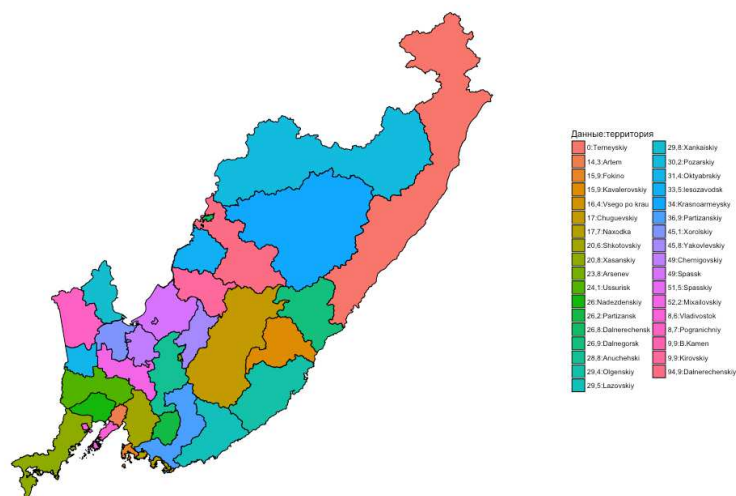 Данные:территория
0:Terneyskiy
14,3:Artem
15,9:Fokino
15,9:Kavalerovskiy
16,4:Vsego po krau
17:Chuguevskiy
17,7:Naxodka
20,6:Shkotovskiy
20,8:Xasanskiy
23,8:Arsenev
24,1:Ussurisk
26:Nadezdenskiy
26,2:Partizansk
26,8:Dalnerechensk
26,9:Dalnegorsk
28,8:Anuchehski
29,4:Olgenskiy
29,5:Lazovskiy
29,8:Xankaiskiy
30,2:Pozarskiy
31,4:Oktyabrskiy
33,5:lesozavodsk
34:Krasnoarmeysky
36,9:Partizanskiy
45,1:Xorolskiy
45,8:Yakovlevskiy
49:Chernigovskiy
49:Spassk
51,5:Spasskiy
52,2:Mixailovskiy
8,6:Vladivostok
8,7:Pogranichniy
9,9:B.Kamen
9,9:Kirovskiy
94,9:Dalnerechenskiy